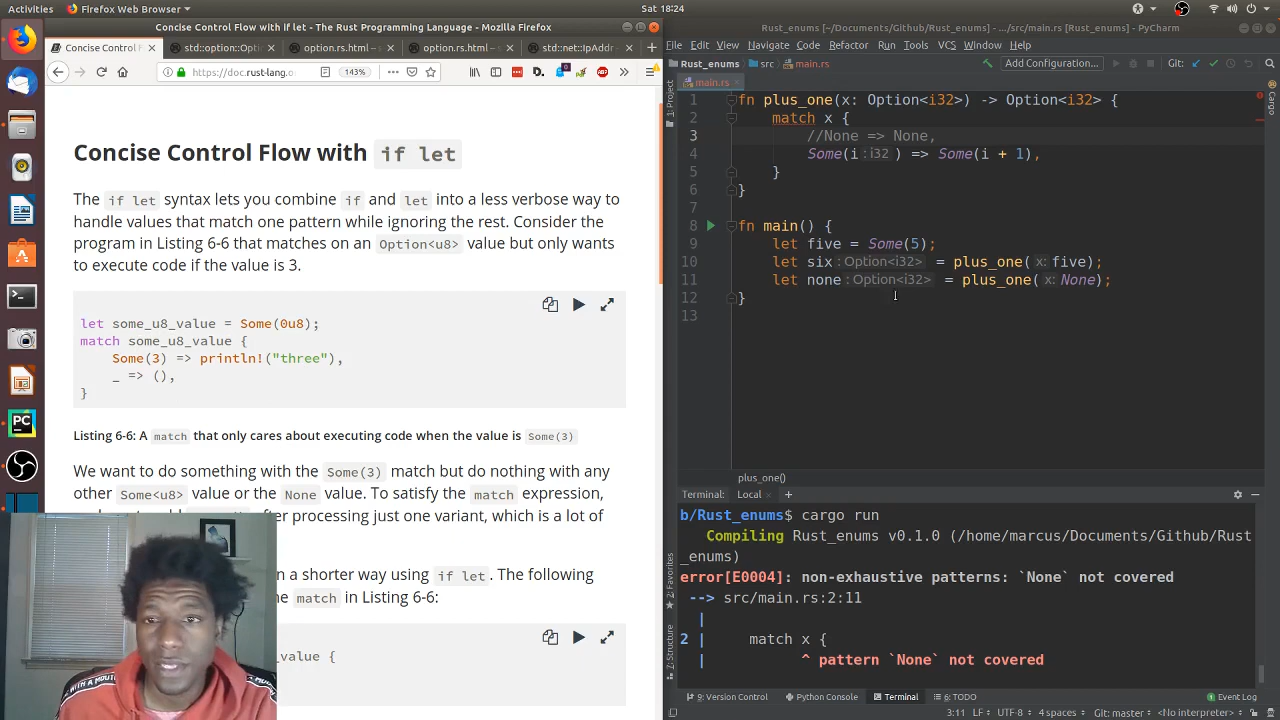 Activities
Firefox Web Browser
Sat 18:24
Concise Control Flow with if let - The Rust Programming Language - Mozilla Firefox
Concise Control F
std::option::Opti
option.rs.html -
option.rs.html -
std::net::IpAddr
https://doc.rust-lang.o
143%
Concise Control Flow with if let
The if let syntax lets you combine if and let into a less verbose way to
handle values that match one pattern while ignoring the rest. Consider the
program in Listing 6-6 that matches on an Option<u8> value but only wants
to execute code if the value is 3.
let some_u8_value = Some(0u8);
match some_u8_value {
Some(3) => println!("three"),
_ => (),
}
Listing 6-6: A match that only cares about executing code when the value is Some(3)
We want to do something with the Some(3) match but do nothing with any
other Some<u8> value or the None value. To satisfy the match expression,
after processing just one variant, which is a lot of
n a shorter way using if let. The following
match in Listing 6-6:
_value {
Rust_enums [~/Documents/Github/Rust_enums] - .../src/main.rs [Rust_enums] - PyCharm
File Edit View Navigate Code Refactor Run Tools VCS Window Help
Rust_enums
src
main.rs
Add Configuration...
Git:
main.rs
1: Project
Cargo
1 fn plus_one(x: Option<i32>) -> Option<i32> {
2 match x {
3 //None => None,
4 Some(i : i32 ) => Some(i + 1),
5 }
6 }
7
8 fn main() {
9 let five = Some(5);
10 let six : Option<i32> = plus_one( x: five);
11 let none : Option<i32> = plus_one( x: None);
12 }
13
plus_one()
Terminal: Local
b/Rust_enums$ cargo run
Compiling Rust_enums v0.1.0 (/home/marcus/Documents/Github/Rust
_enums)
error[E0004]: non-exhaustive patterns: `None` not covered
--> src/main.rs:2:11
|
2 | match x {
| ^ pattern `None` not covered
2: Favorites
7: Structure
9: Version Control
Python Console
Terminal
6: TODO
Event Log
3:11 LF UTF-8 4 spaces Git: master <No interpreter>